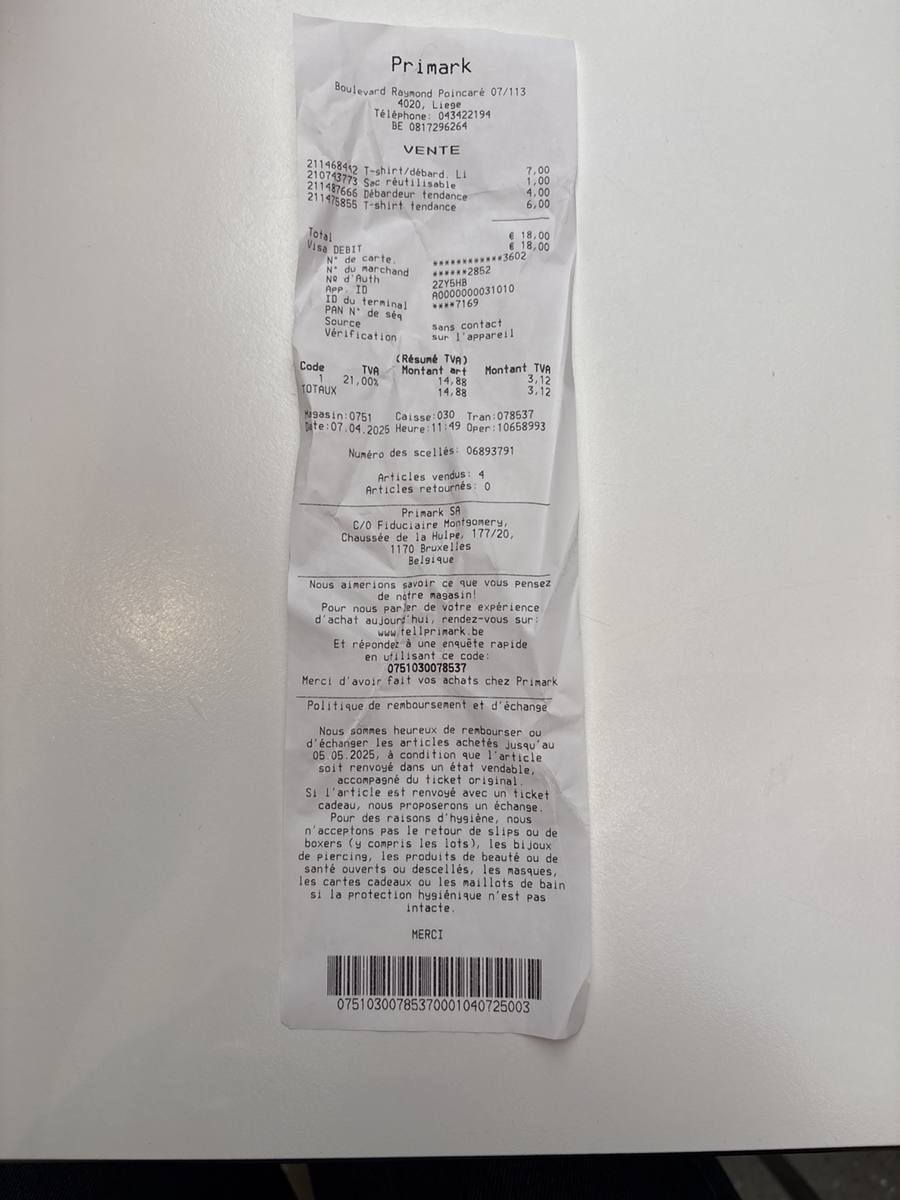 Primark
Boulevard Raymond Poincaré 07/113
4020, Liege
Téléphone: 043422194
BE 0817296264
VENTE
211468442 T-shirt/débard. Li 7,00
210743773 Sac réutilisable 1,00
211487666 Débardeur tendance 4,00
211475855 T-shirt tendance 6,00
Total € 18,00
Visa DEBIT € 18,00
N° de carte. ************3602
N° du marchand ******2852
Nº d'Auth 2ZY5HB
App. ID A0000000031010
ID du terminal ****7169
PAN N° de séq
Source sans contact
Vérification sur l'appareil
(Résumé TVA)
Code TVA Montant art Montant TVA
1 21,00% 14,88 3,12
TOTAUX 14,88 3,12
Magasin:0751 Caisse:030 Tran:078537
Date:07.04.2025 Heure:11:49 Oper:10658993
Numéro des scellés: 06893791
Articles vendus: 4
Articles retournés: 0
Primark SA
C/O Fiduciaire Montgomery,
Chaussée de la Hulpe, 177/20,
1170 Bruxelles
Belgique
Nous aimerions savoir ce que vous pensez
de notre magasin!
Pour nous parler de votre expérience
d'achat aujourd'hui, rendez-vous sur:
www.tellprimark.be
Et répondez à une enquête rapide
en utilisant ce code:
0751030078537
Merci d'avoir fait vos achats chez Primark
Politique de remboursement et d'échange
Nous sommes heureux de rembourser ou
d'échanger les articles achetés jusqu'au
05.05.2025, à condition que l'article
soit renvoyé dans un état vendable,
accompagné du ticket original.
Si l'article est renvoyé avec un ticket
cadeau, nous proposerons un échange.
Pour des raisons d'hygiène, nous
n'acceptons pas le retour de slips ou de
boxers (y compris les lots), les bijoux
de piercing, les produits de beauté ou de
santé ouverts ou descellés, les masques,
les cartes cadeaux ou les maillots de bain
si la protection hygiénique n'est pas
intacte.
MERCI
07510300785370001040725003